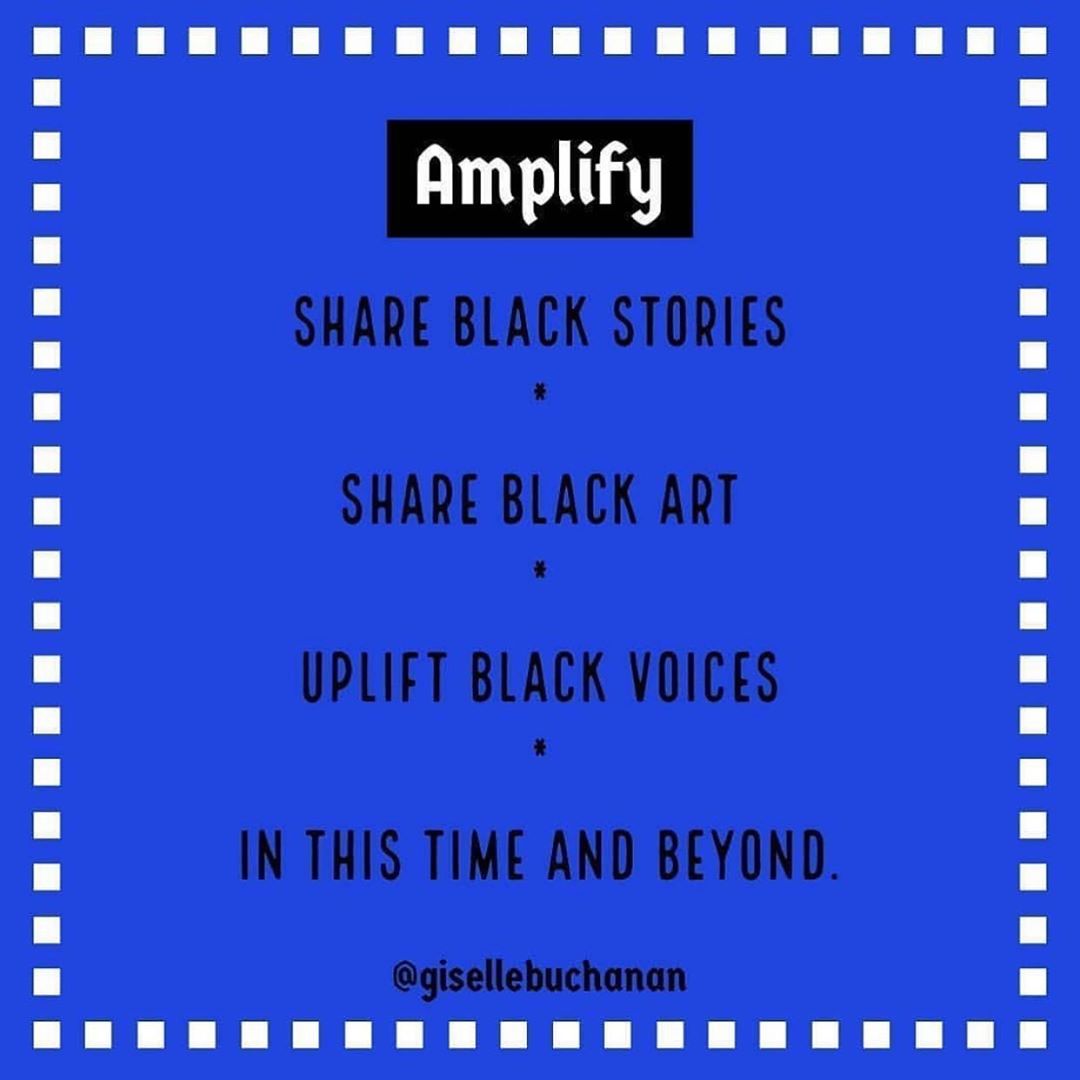 Amplify
SHARE BLACK STORIES
*
SHARE BLACK ART
*
UPLIFT BLACK VOICES
*
IN THIS TIME AND BEYOND.
@gisellebuchanan